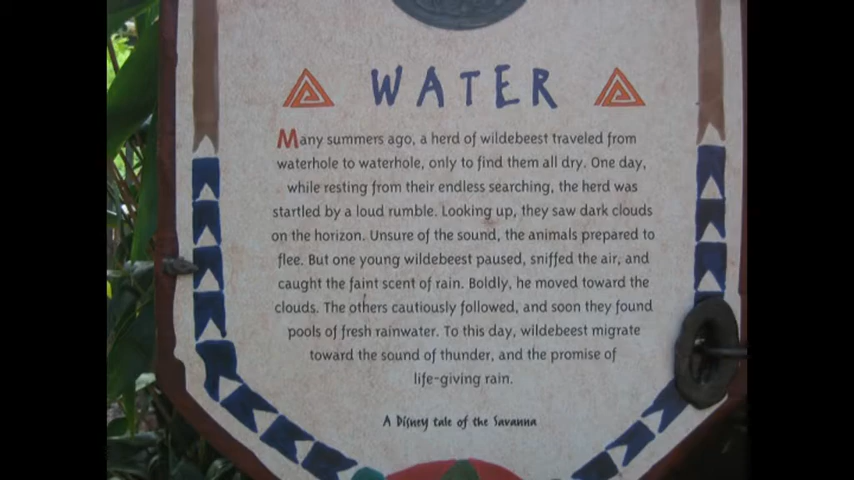 WATER
Many summers ago, a herd of wildebeest traveled from
waterhole to waterhole, only to find them all dry. One day,
while resting from their endless searching, the herd was
startled by a loud rumble. Looking up, they saw dark clouds
on the horizon. Unsure of the sound, the animals prepared to
flee. But one young wildebeest paused, sniffed the air, and
caught the faint scent of rain. Boldly, he moved toward the
clouds. The others cautiously followed, and soon they found
pools of fresh rainwater. To this day, wildebeest migrate
toward the sound of thunder, and the promise of
life-giving rain.
A Disney tale of the Savanna